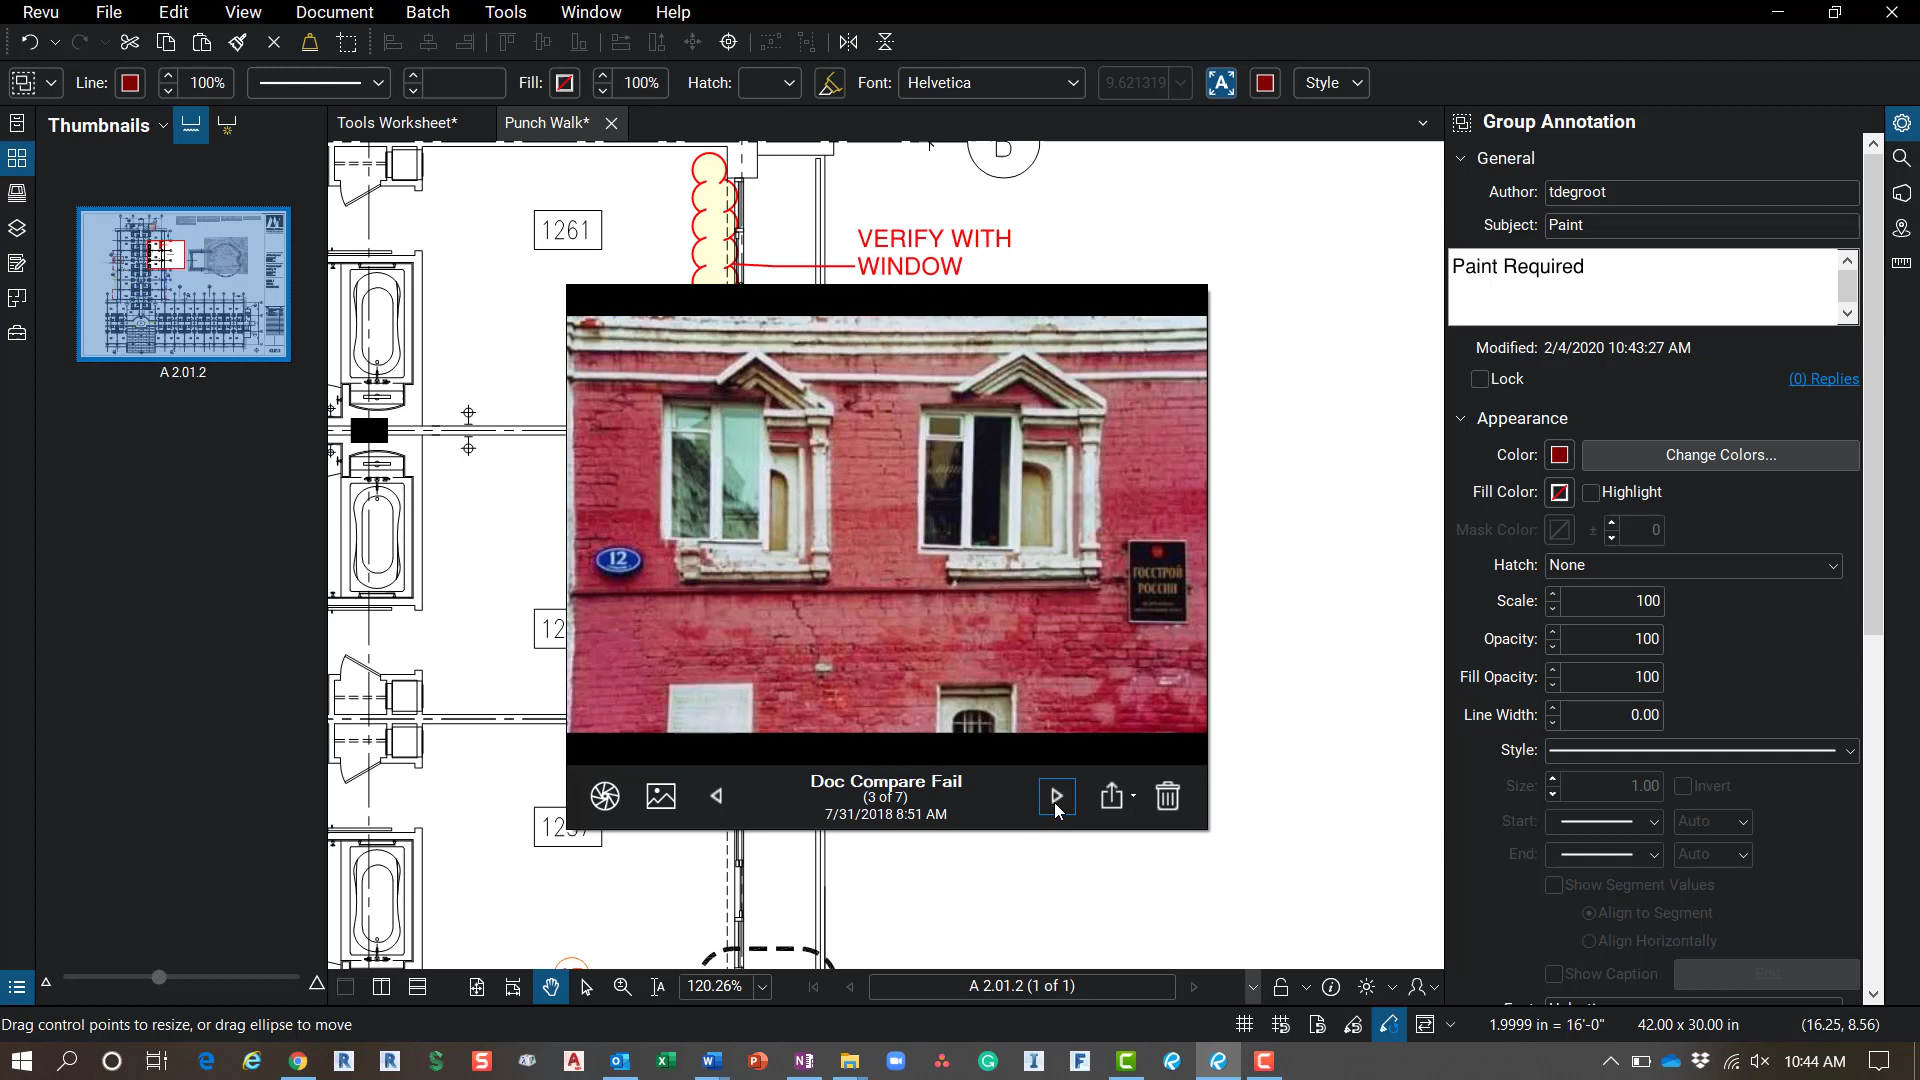 Revu File Edit View Document Batch Tools Window Help
Line: 100% Fill: 100% Hatch: Font: Helvetica 9.621319 A Style
Thumbnails
Tools Worksheet* Punch Walk*
A 2.01.2
1261
VERIFY WITH
WINDOW
12
ГОССТРОЙ
РОССИИ
Doc Compare Fail
(3 of 7)
7/31/2018 8:51 AM
Group Annotation
General
Author: tdegroot
Subject: Paint
Paint Required
Modified: 2/4/2020 10:43:27 AM
Lock (0) Replies
Appearance
Color: Change Colors...
Fill Color: Highlight
Mask Color: ± 0
Hatch: None
Scale: 100
Opacity: 100
Fill Opacity: 100
Line Width: 0.00
Style:
Size: 1.00 Invert
Start: Auto
End: Auto
Show Segment Values
Align to Segment
Align Horizontally
Show Caption
120.26% A 2.01.2 (1 of 1)
Drag control points to resize, or drag ellipse to move 1.9999 in = 16'-0" 42.00 x 30.00 in (16.25, 8.56)
10:44 AM